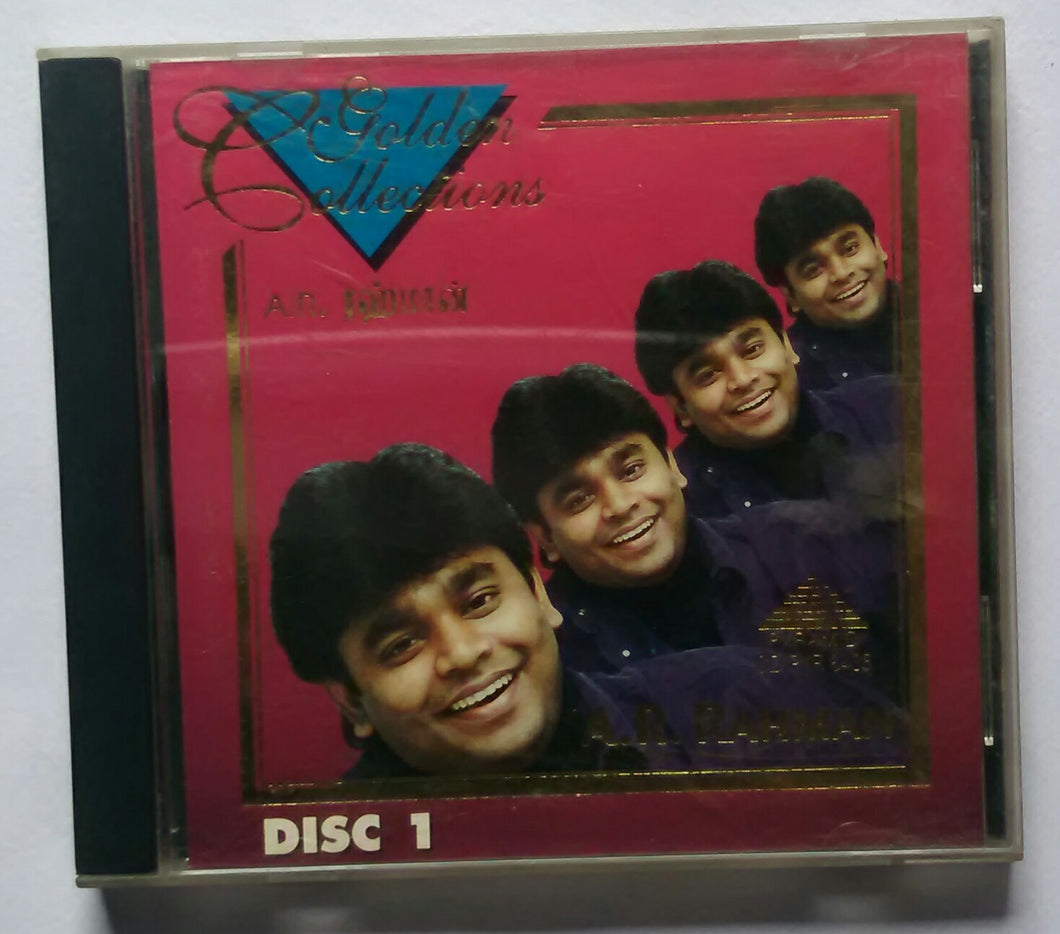 Golden
Collections
A.R. ரஹ்மான்
A. R. RAHMAN
DISC 1